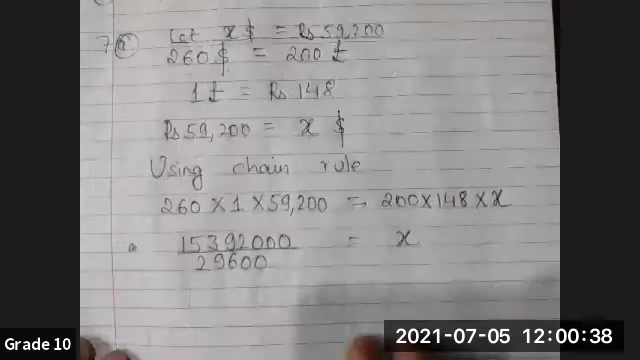 7. a. Let x $ = Rs 59,200
260 $ = 200 £
1 £ = Rs 148
Rs 59,200 = x $
Using chain rule
260 × 1 × 59,200 = 200×148 × x
15392000 = x
29600
Grade 10
2021-07-05 12:00:38